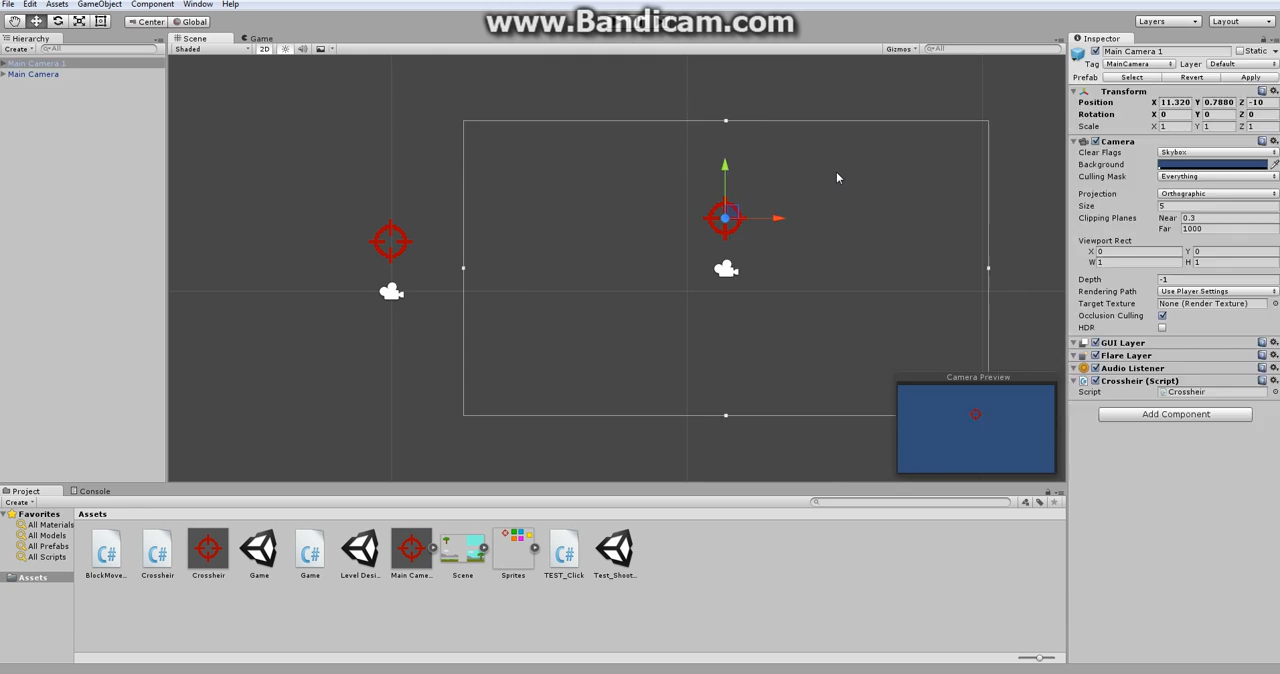 www.Bandicam.com
File Edit Assets GameObject Component Window Help
Center Global Layers Layout
Hierarchy
Create All
Main Camera 1
Main Camera
Scene Game
Shaded 2D Gizmos All
Camera Preview
Inspector
Main Camera 1 Static
Tag MainCamera Layer Default
Prefab Select Revert Apply
Transform
Position X 11.320 Y 0.7880 Z -10
Rotation X 0 Y 0 Z 0
Scale X 1 Y 1 Z 1
Camera
Clear Flags Skybox
Background
Culling Mask Everything
Projection Orthographic
Size 5
Clipping Planes Near 0.3
Far 1000
Viewport Rect
X 0 Y 0
W 1 H 1
Depth -1
Rendering Path Use Player Settings
Target Texture None (Render Texture)
Occlusion Culling
HDR
GUI Layer
Flare Layer
Audio Listener
Crossheir (Script)
Script Crossheir
Add Component
Project Console
Create
Favorites
All Materials
All Models
All Prefabs
All Scripts
Assets
Assets
BlockMove... Crossheir Crossheir Game Game Level Desi... Main Came... Scene Sprites TEST_Click Test_Shoot...